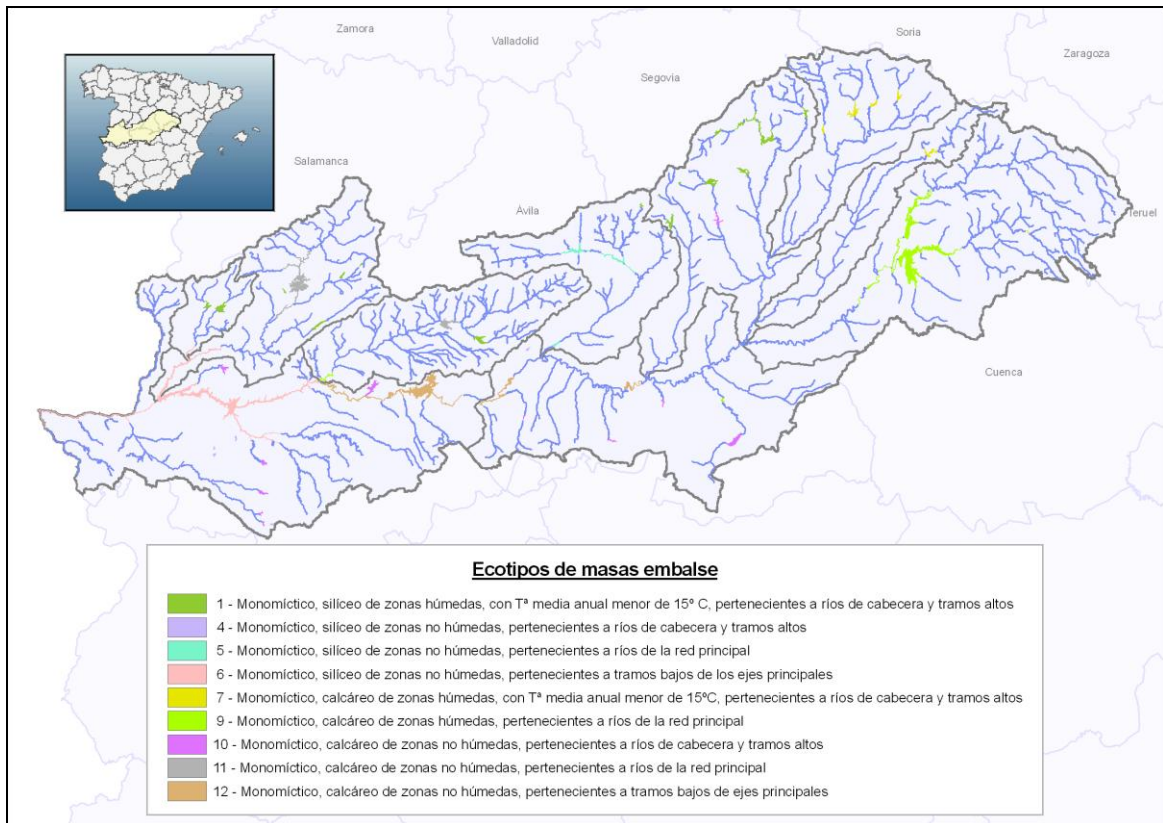 Zamora
Valladolid
Soria
Zaragoza
Segovia
Salamanca
Ávila
Teruel
Cuenca
Ecotipos de masas embalse
1 - Monomíctico, silíceo de zonas húmedas, con Tª media anual menor de 15º C, pertenecientes a ríos de cabecera y tramos altos
4 - Monomíctico, silíceo de zonas no húmedas, pertenecientes a ríos de cabecera y tramos altos
5 - Monomíctico, silíceo de zonas no húmedas, pertenecientes a ríos de la red principal
6 - Monomíctico, silíceo de zonas no húmedas, pertenecientes a tramos bajos de los ejes principales
7 - Monomíctico, calcáreo de zonas húmedas, con Tª media anual menor de 15ºC, pertenecientes a ríos de cabecera y tramos altos
9 - Monomíctico, calcáreo de zonas húmedas, pertenecientes a ríos de la red principal
10 - Monomíctico, calcáreo de zonas no húmedas, pertenecientes a ríos de cabecera y tramos altos
11 - Monomíctico, calcáreo de zonas no húmedas, pertenecientes a ríos de la red principal
12 - Monomíctico, calcáreo de zonas no húmedas, pertenecientes a tramos bajos de ejes principales